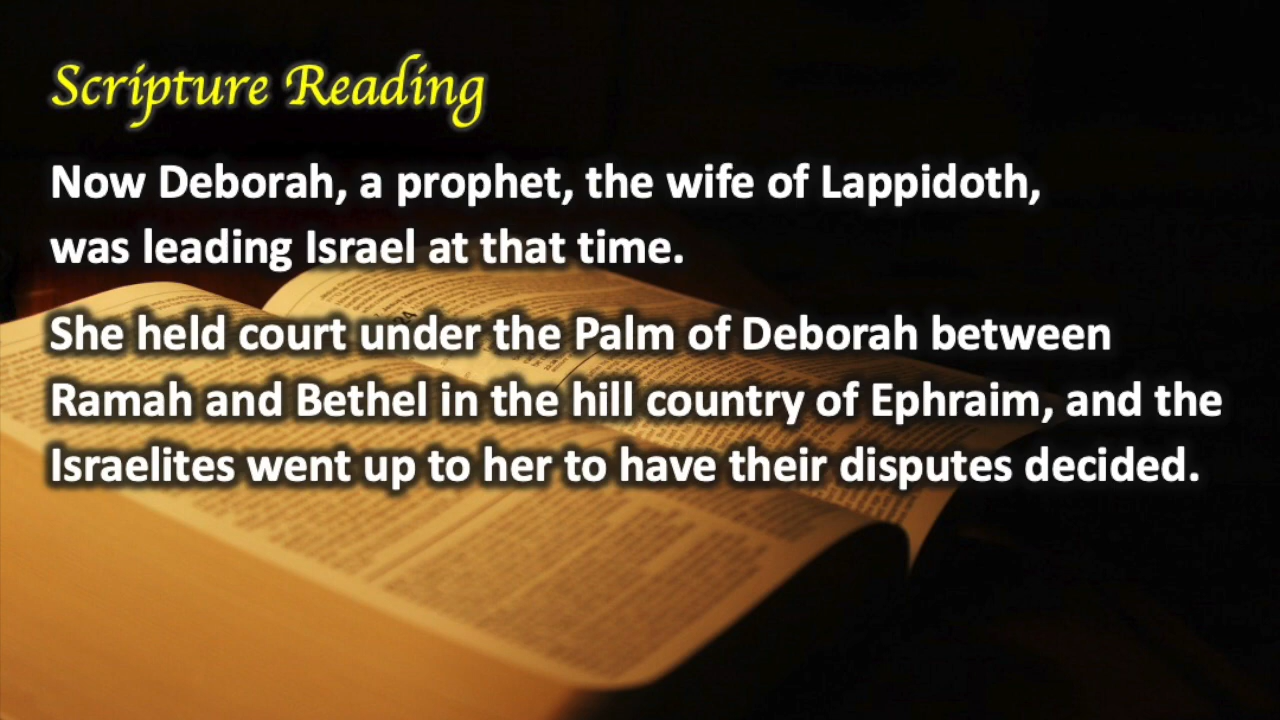 Scripture Reading
Now Deborah, a prophet, the wife of Lappidoth,
was leading Israel at that time.
She held court under the Palm of Deborah between
Ramah and Bethel in the hill country of Ephraim, and the
Israelites went up to her to have their disputes decided.